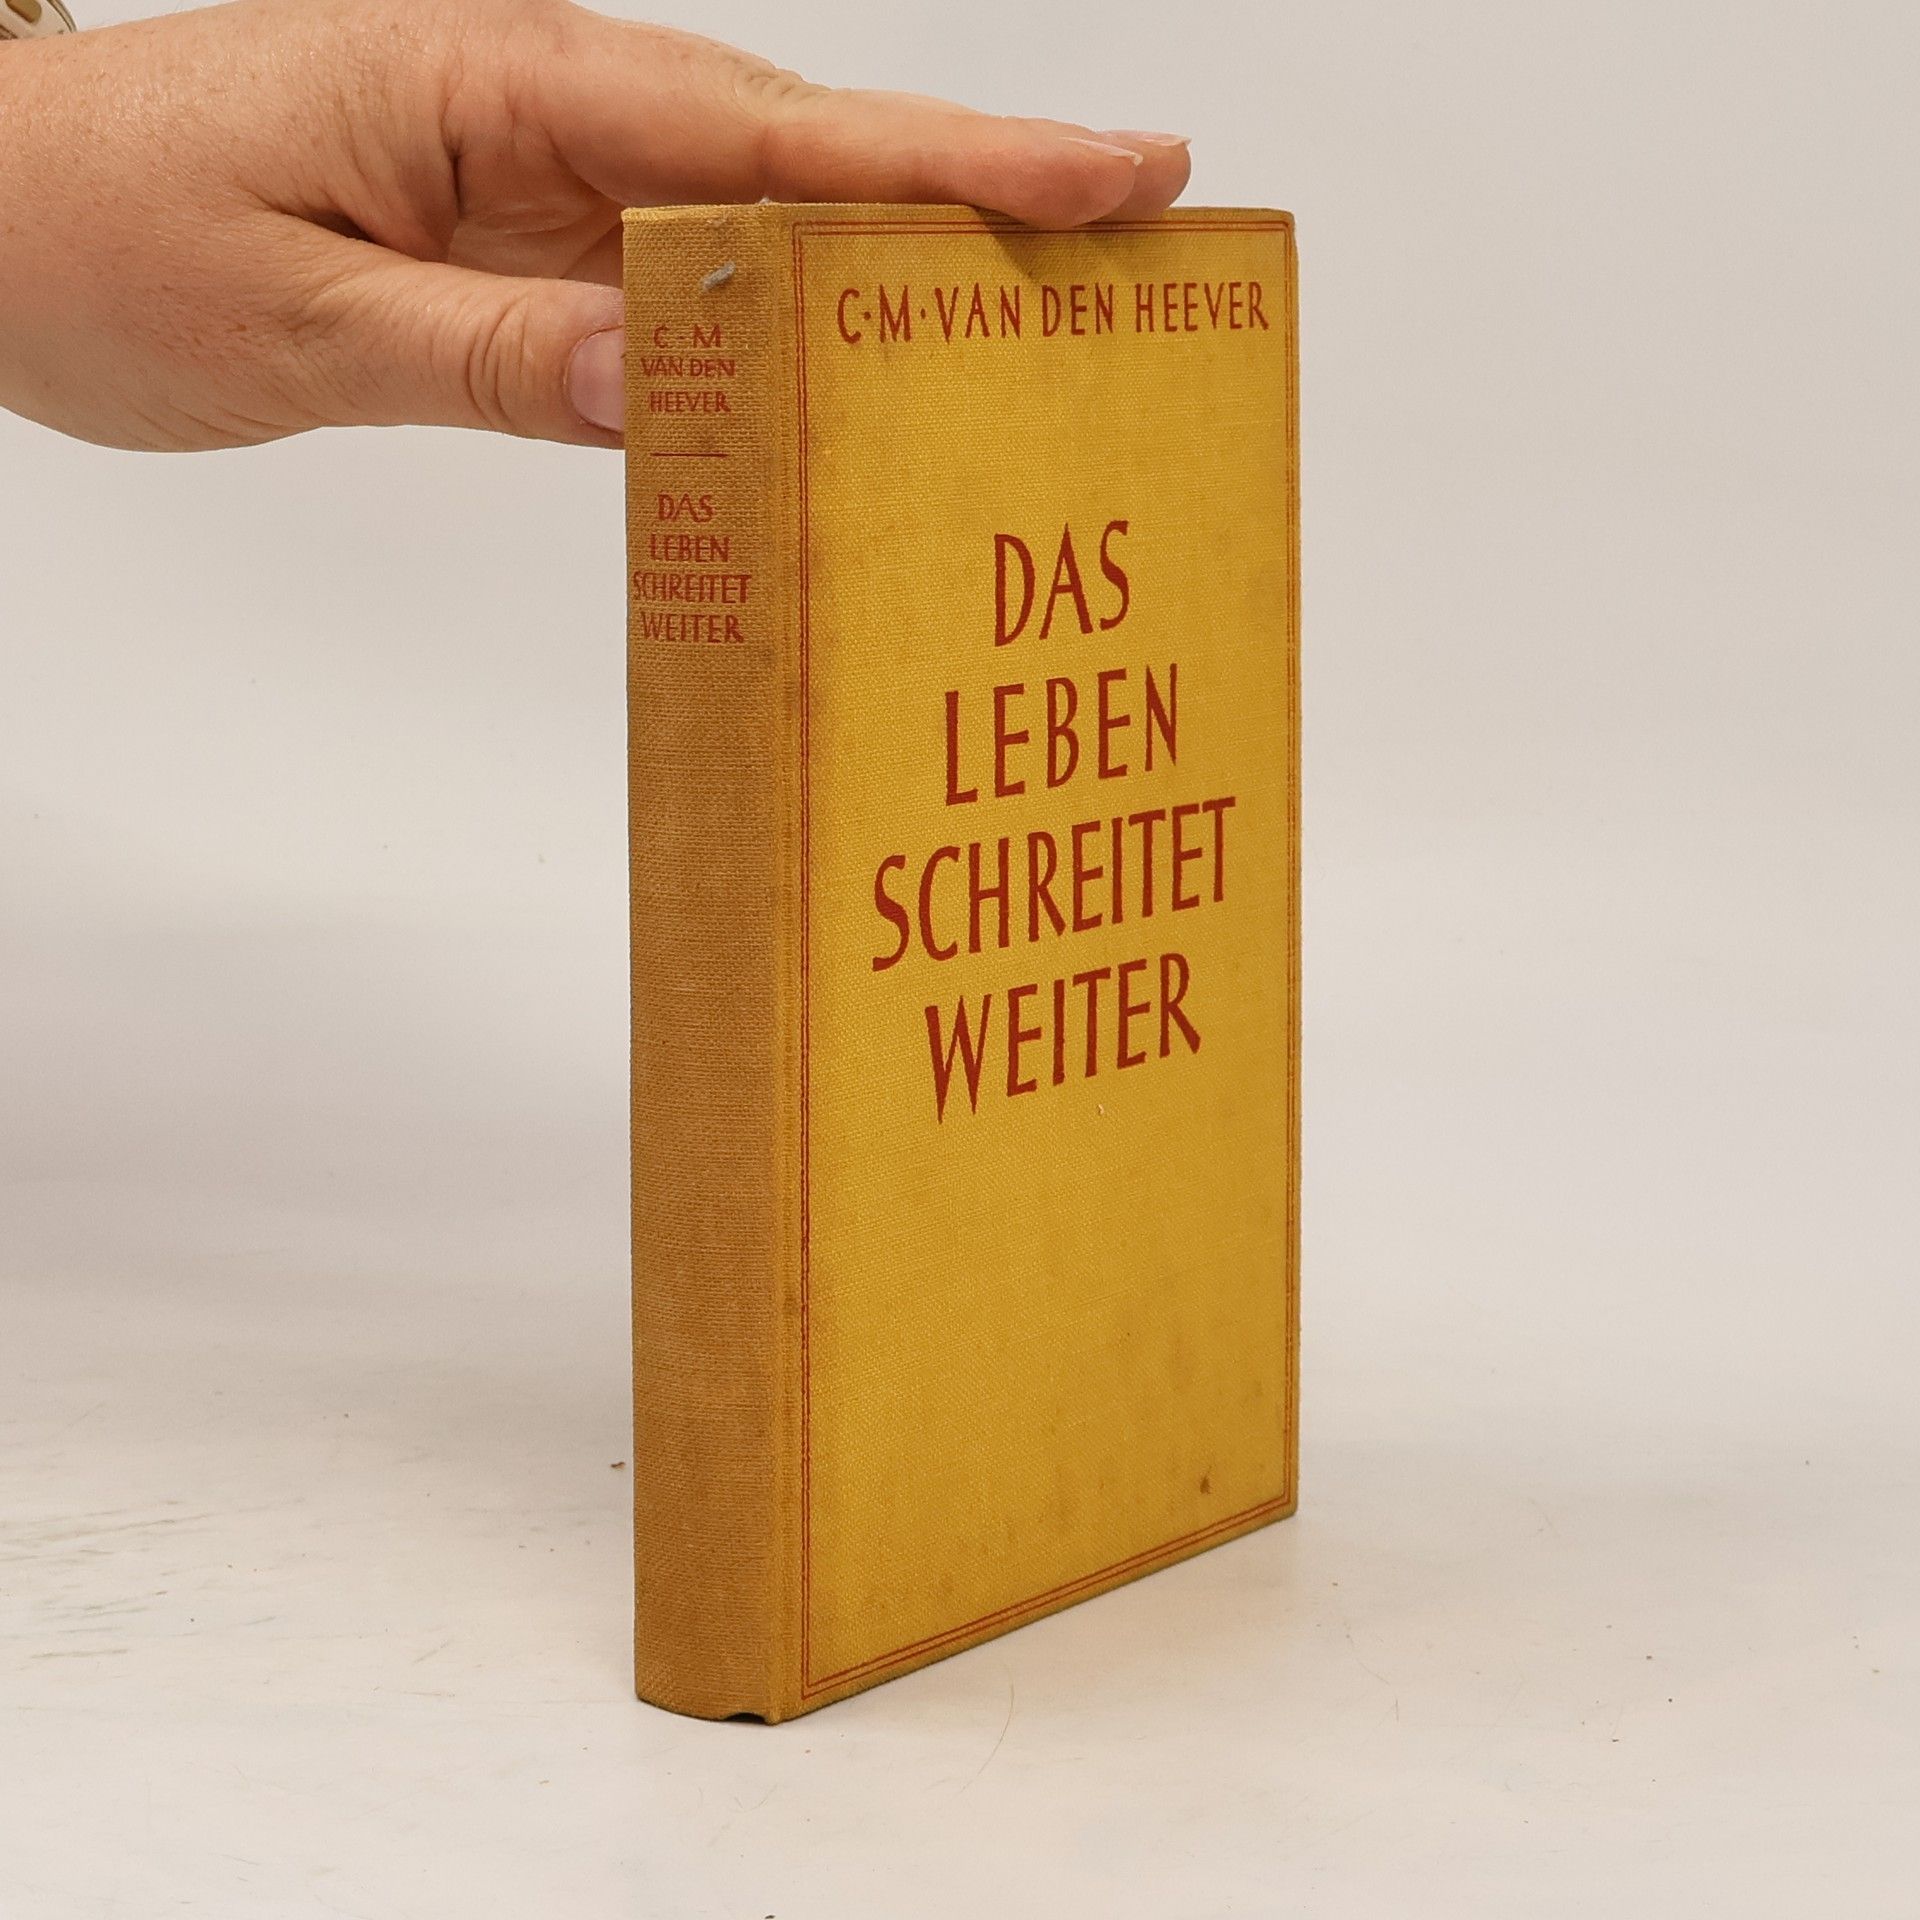 C·M
VAN DEN
HEEVER
DAS
LEBEN
SCHREITET
WEITER
C·M·VAN DEN HEEVER
DAS
LEBEN
SCHREITET
WEITER